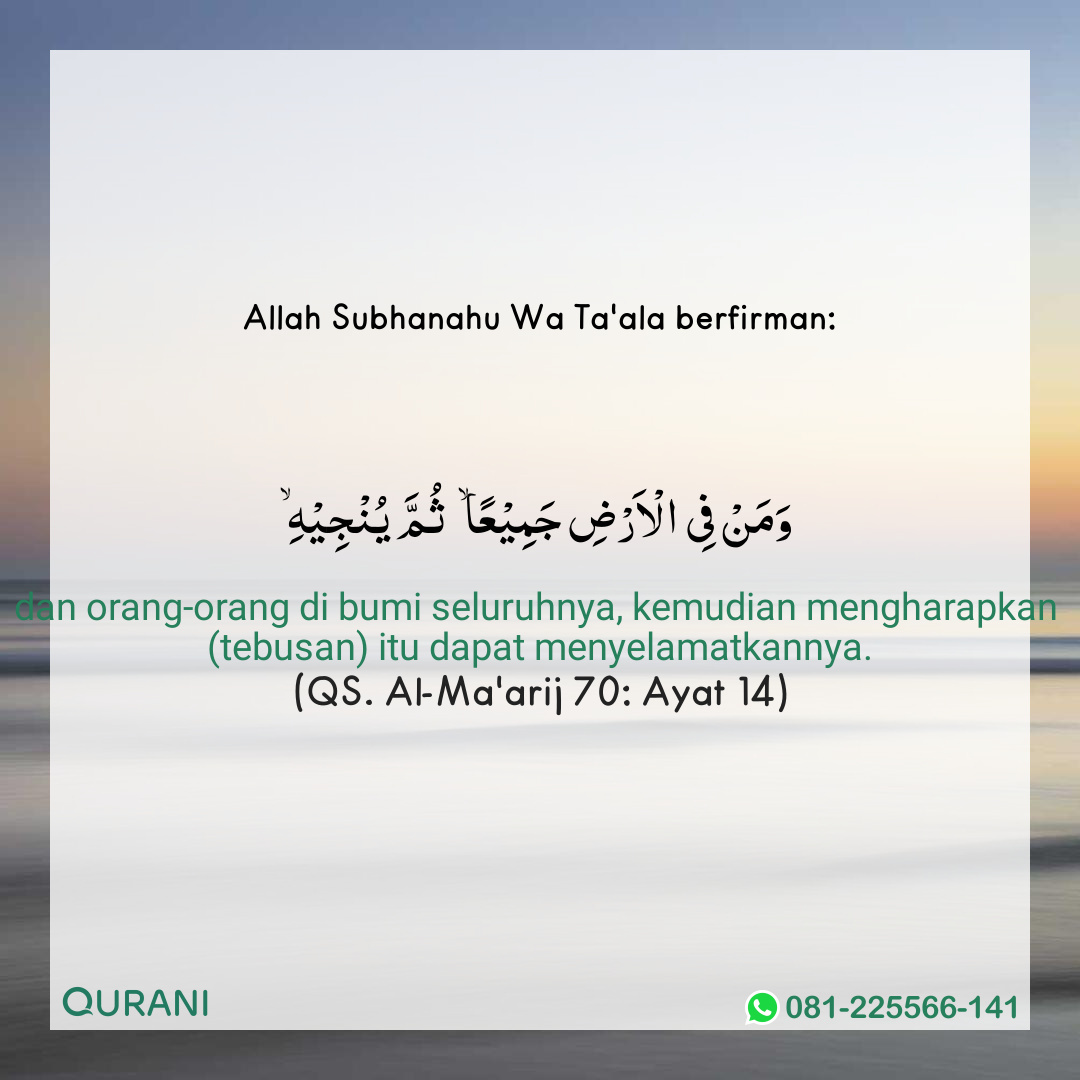 Allah Subhanahu Wa Ta'ala berfirman:
وَمَنْ فِى الْاَرْضِ جَمِيْعًاۙ ثُمَّ يُنْجِيْهِۙ
dan orang-orang di bumi seluruhnya, kemudian mengharapkan
(tebusan) itu dapat menyelamatkannya.
(QS. Al-Ma'arij 70: Ayat 14)
QURANI
081-225566-141